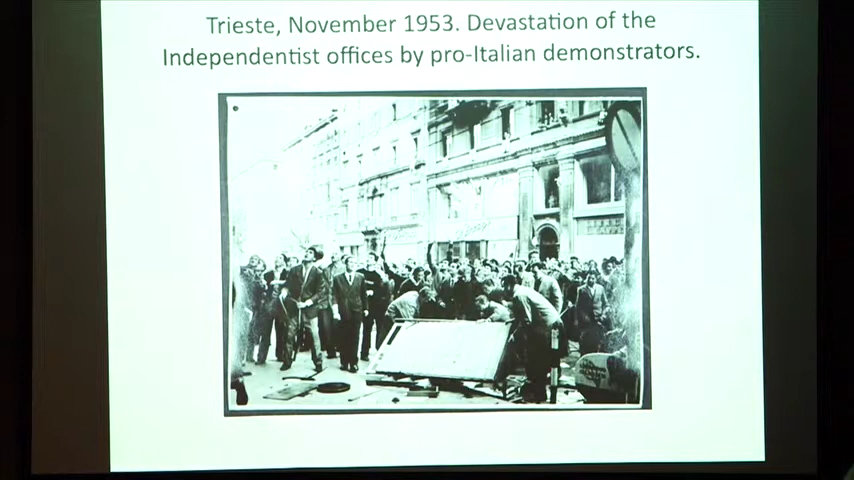 Trieste, November 1953. Devastation of the
Independentist offices by pro-Italian demonstrators.